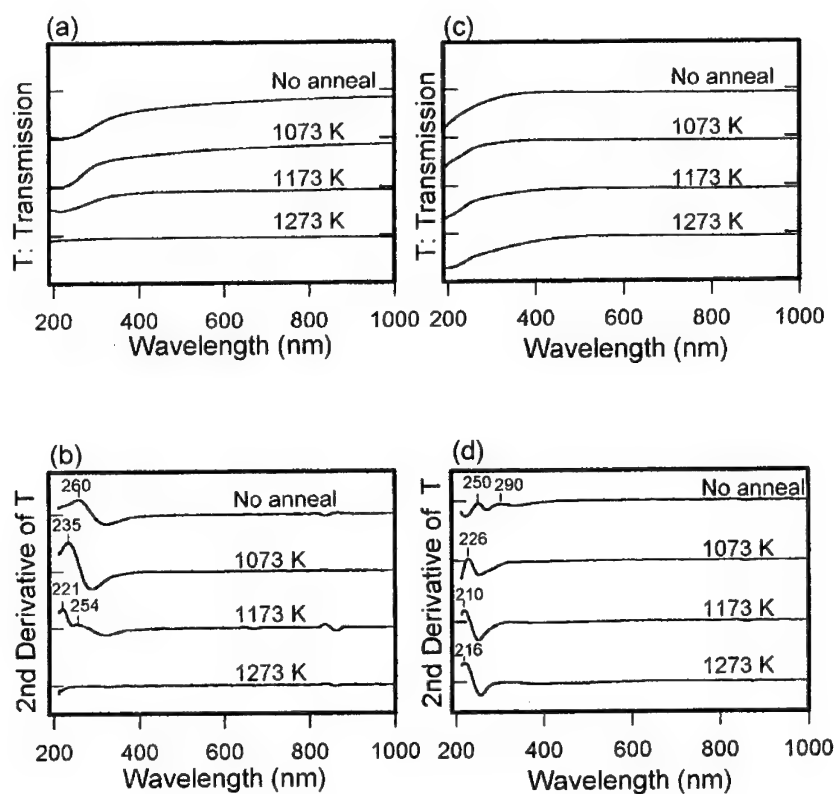 (a)
T: Transmission
No anneal
1073 K
1173 K
1273 K
200 400 600 800 1000
Wavelength (nm)
(c)
T: Transmission
No anneal
1073 K
1173 K
1273 K
200 400 600 800 1000
Wavelength (nm)
(b)
2nd Derivative of T
260
No anneal
235
1073 K
221
254
1173 K
1273 K
200 400 600 800 1000
Wavelength (nm)
(d)
2nd Derivative of T
250 290
No anneal
226
1073 K
210
1173 K
216
1273 K
200 400 600 800 1000
Wavelength (nm)